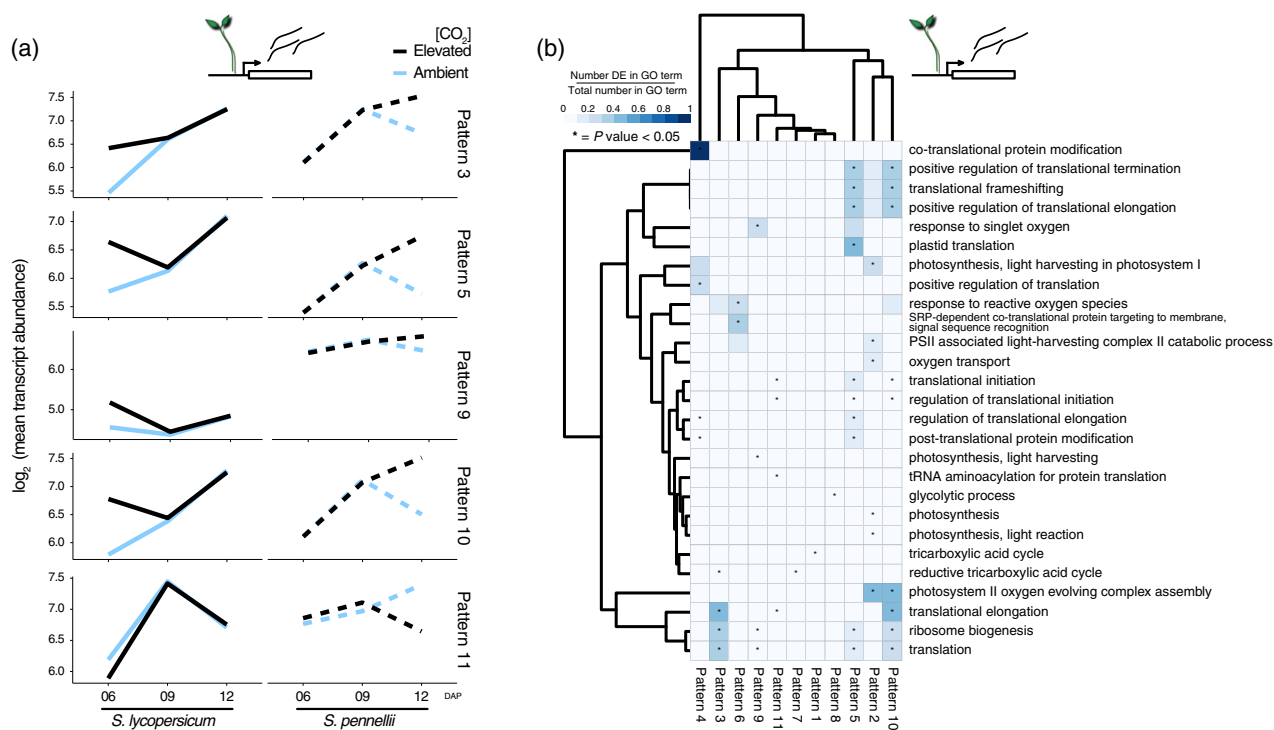 (a)
[CO2]
Elevated
Ambient
log2 (mean transcript abundance)
7.5
7.0
6.5
6.0
5.5
Pattern 3
7.0
6.5
6.0
5.5
Pattern 5
6.0
5.0
Pattern 9
7.5
7.0
6.5
6.0
Pattern 10
7.5
7.0
6.5
6.0
Pattern 11
06 09 12 06 09 12 DAP
S. lycopersicum S. pennellii
(b)
Number DE in GO term
Total number in GO term
0 0.2 0.4 0.6 0.8 1
* = P value < 0.05
co-translational protein modification
positive regulation of translational termination
translational frameshifting
positive regulation of translational elongation
response to singlet oxygen
plastid translation
photosynthesis, light harvesting in photosystem I
positive regulation of translation
response to reactive oxygen species
SRP-dependent co-translational protein targeting to membrane,
signal sequence recognition
PSII associated light-harvesting complex II catabolic process
oxygen transport
translational initiation
regulation of translational initiation
regulation of translational elongation
post-translational protein modification
photosynthesis, light harvesting
tRNA aminoacylation for protein translation
glycolytic process
photosynthesis
photosynthesis, light reaction
tricarboxylic acid cycle
reductive tricarboxylic acid cycle
photosystem II oxygen evolving complex assembly
translational elongation
ribosome biogenesis
translation
Pattern 4
Pattern 3
Pattern 6
Pattern 9
Pattern 11
Pattern 7
Pattern 1
Pattern 8
Pattern 5
Pattern 2
Pattern 10